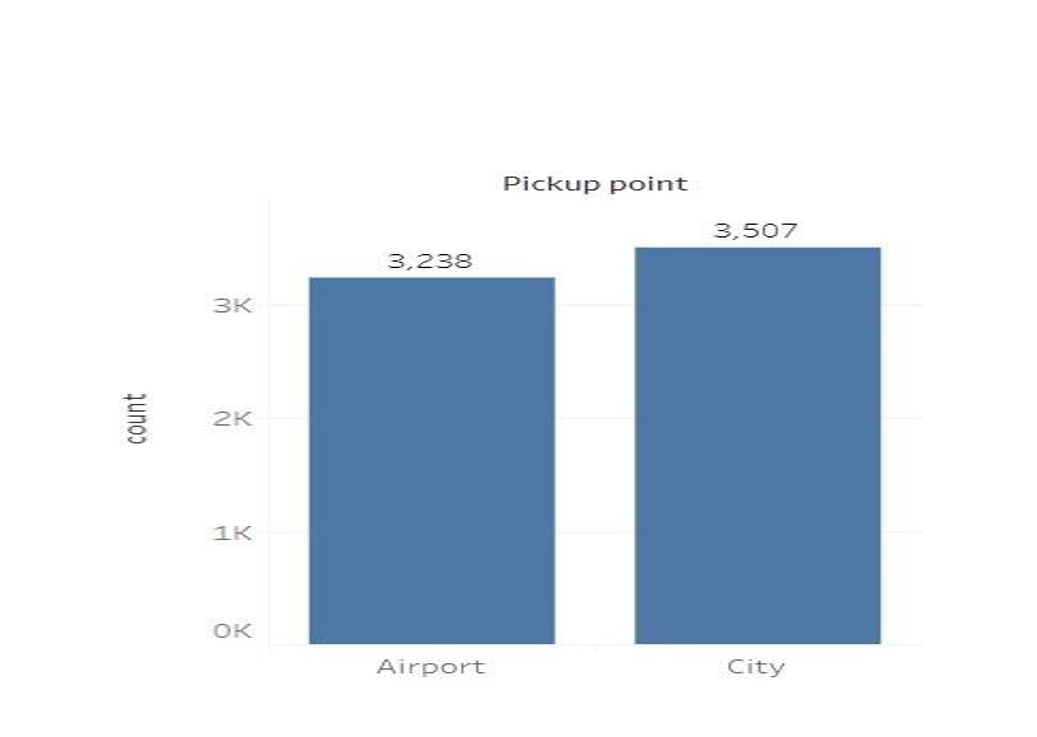 Pickup point
3,507
3,238
3K
2K
count
1K
0K
Airport City